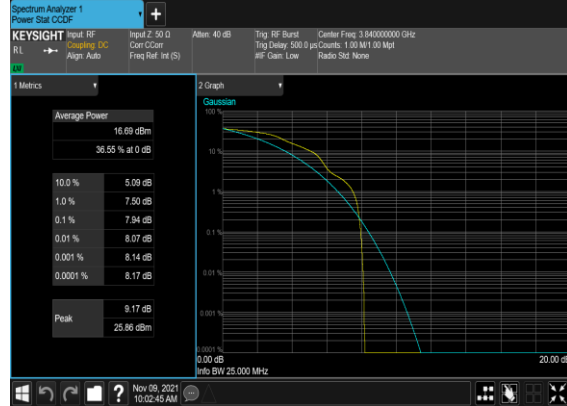 Spectrum Analyzer 1
Power Stat CCDF
KEYSIGHT
RL
Input: RF
Coupling: DC
Align: Auto
Input Z: 50 Ω
Corr CCorr
Freq Ref: Int (S)
Atten: 40 dB
Trig: RF Burst
Trig Delay: 500.0 µs
#IF Gain: Low
Center Freq: 3.840000000 GHz
Counts: 1.00 M/1.00 Mpt
Radio Std: None
1 Metrics
Average Power
16.69 dBm
36.55 % at 0 dB
10.0 % 5.09 dB
1.0 % 7.50 dB
0.1 % 7.94 dB
0.01 % 8.07 dB
0.001 % 8.14 dB
0.0001 % 8.17 dB
Peak
9.17 dB
25.86 dBm
2 Graph
Gaussian
100 %
10 %
1 %
0.1 %
0.01 %
0.001 %
0.0001 %
0.00 dB
20.00 dB
Info BW 25.000 MHz
?
Nov 09, 2021
10:02:45 AM